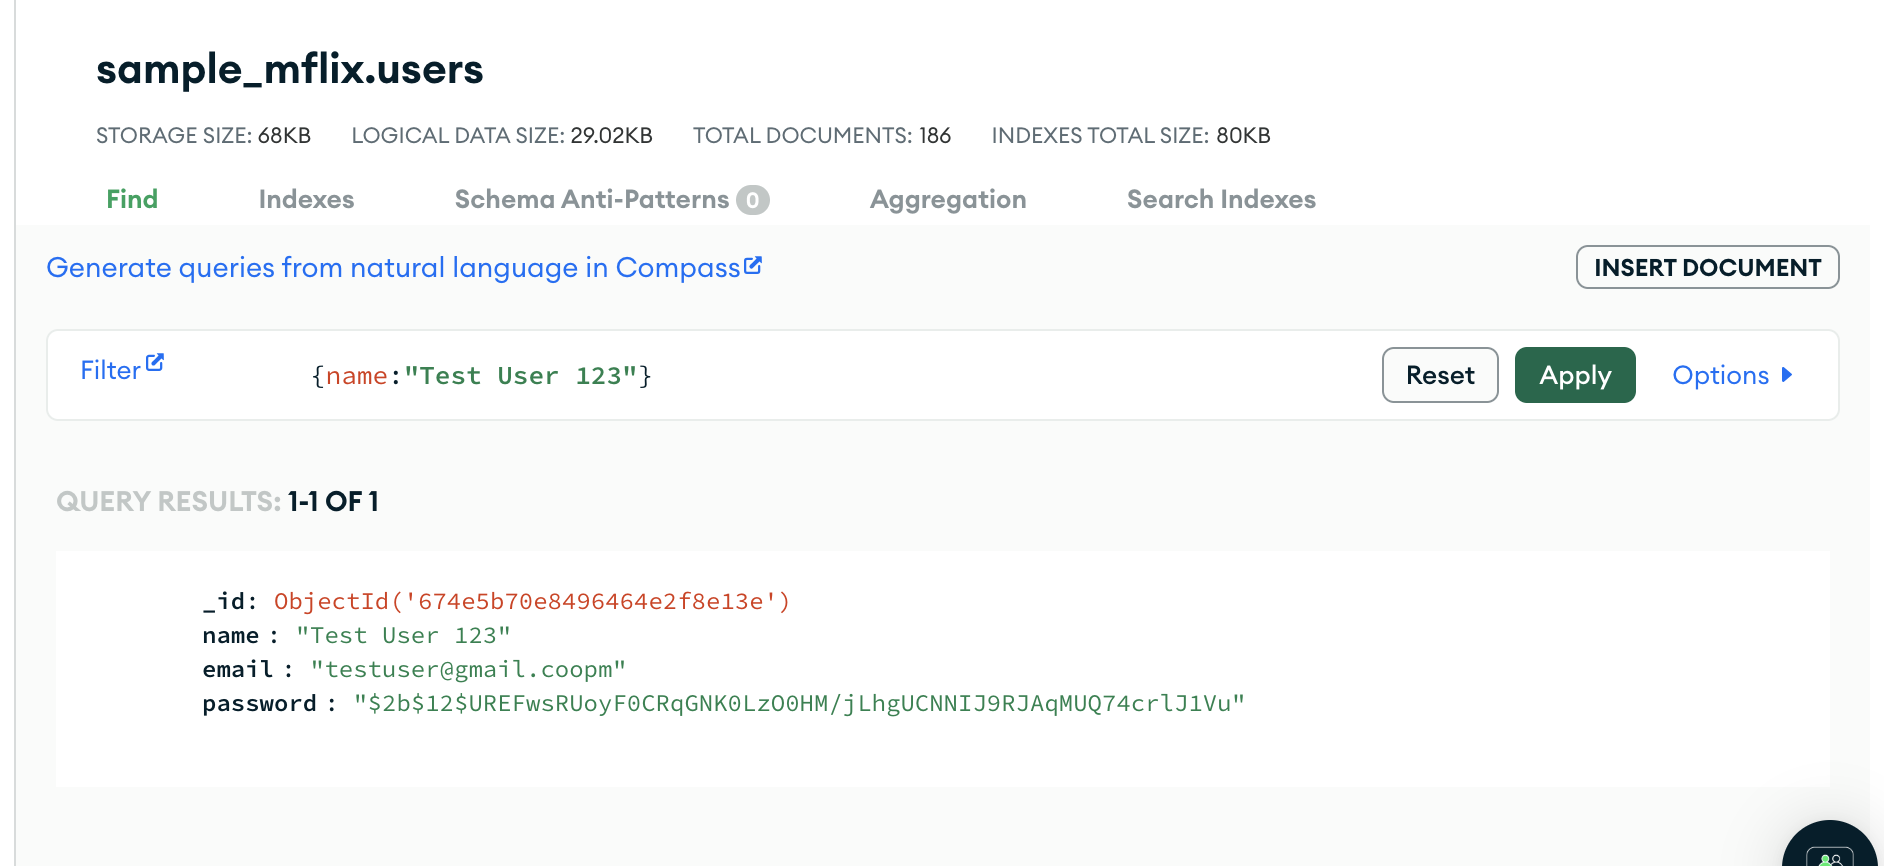 sample_mflix.users
STORAGE SIZE: 68KB LOGICAL DATA SIZE: 29.02KB TOTAL DOCUMENTS: 186 INDEXES TOTAL SIZE: 80KB
Find Indexes Schema Anti-Patterns 0 Aggregation Search Indexes
Generate queries from natural language in Compass INSERT DOCUMENT
Filter {name:"Test User 123"} Reset Apply Options
QUERY RESULTS: 1-1 OF 1
_id: ObjectId('674e5b70e8496464e2f8e13e')
name : "Test User 123"
email : "testuser@gmail.coopm"
password : "$2b$12$UREFwsRUoyF0CRqGNK0LzO0HM/jLhgUCNNIJ9RJAqMUQ74crlJ1Vu"